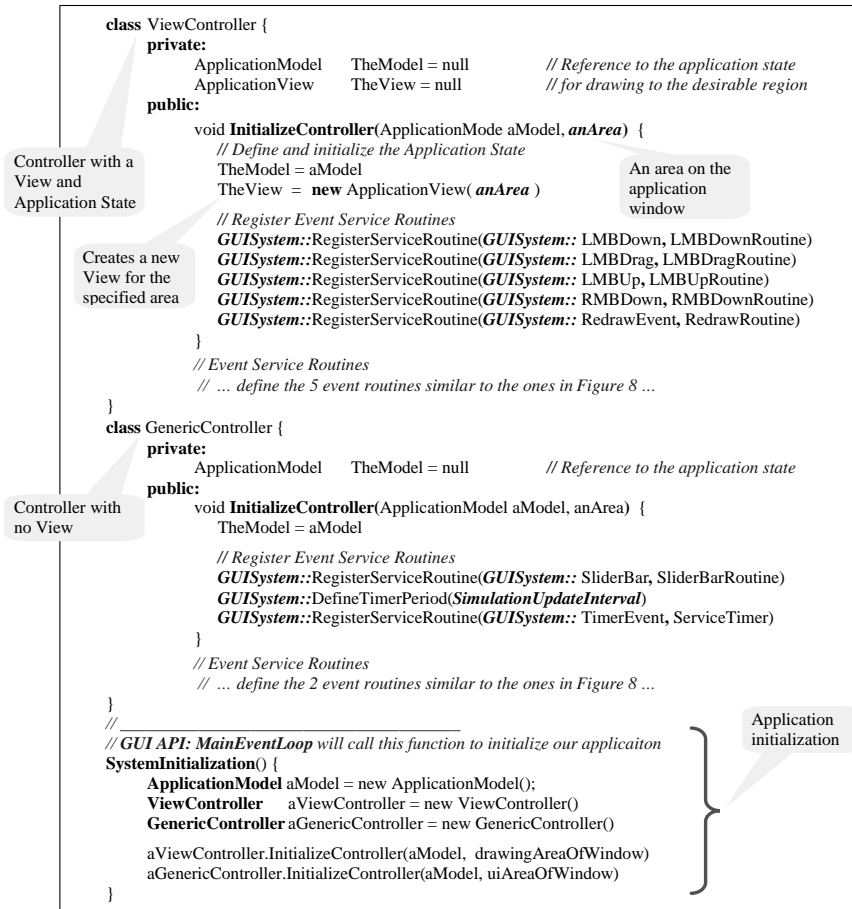 class ViewController {
private:
ApplicationModel TheModel = null // Reference to the application state
ApplicationView TheView = null // for drawing to the desirable region
public:
void InitializeController(ApplicationMode aModel, anArea) {
// Define and initialize the Application State
TheModel = aModel
TheView = new ApplicationView( anArea )
// Register Event Service Routines
GUISystem::RegisterServiceRoutine(GUISystem:: LMBDown, LMBDownRoutine)
GUISystem::RegisterServiceRoutine(GUISystem:: LMBDrag, LMBDragRoutine)
GUISystem::RegisterServiceRoutine(GUISystem:: LMBUp, LMBUpRoutine)
GUISystem::RegisterServiceRoutine(GUISystem:: RMBDown, RMBDownRoutine)
GUISystem::RegisterServiceRoutine(GUISystem:: RedrawEvent, RedrawRoutine)
}
// Event Service Routines
// ... define the 5 event routines similar to the ones in Figure 8 ...
}
Controller with a
View and
Application State
An area on the
application
window
Creates a new
View for the
specified area
class GenericController {
private:
ApplicationModel TheModel = null // Reference to the application state
public:
void InitializeController(ApplicationModel aModel, anArea) {
TheModel = aModel
// Register Event Service Routines
GUISystem::RegisterServiceRoutine(GUISystem:: SliderBar, SliderBarRoutine)
GUISystem::DefineTimerPeriod(SimulationUpdateInterval)
GUISystem::RegisterServiceRoutine(GUISystem:: TimerEvent, ServiceTimer)
}
// Event Service Routines
// ... define the 2 event routines similar to the ones in Figure 8 ...
}
Controller with
no View
// ________________________________________
// GUI API: MainEventLoop will call this function to initialize our applicaiton
SystemInitialization() {
ApplicationModel aModel = new ApplicationModel();
ViewController aViewController = new ViewController()
GenericController aGenericController = new GenericController()
aViewController.InitializeController(aModel, drawingAreaOfWindow)
aGenericController.InitializeController(aModel, uiAreaOfWindow)
}
Application
initialization